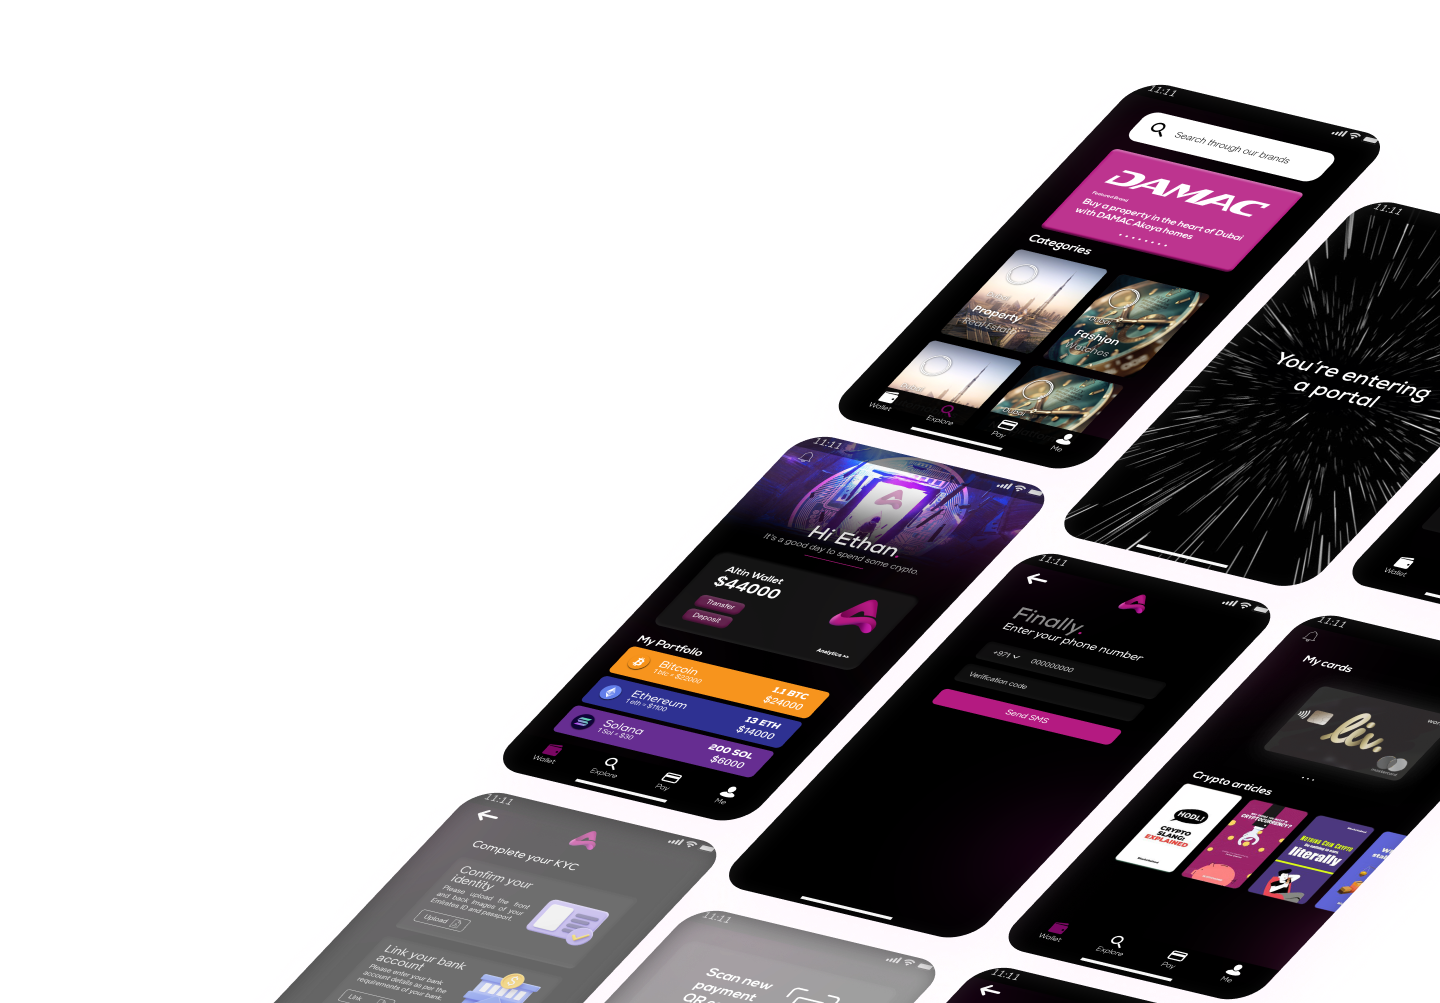 11:11
Search through our brands
DAMAC
Featured Brand
Buy a property in the heart of Dubai
with DAMAC Akoya homes
Categories
Property
Real Estate
Dubai
Fashion
Watches
Dubai
Wallet
Explore
Pay
Me
11:11
You're entering
a portal
Wallet
11:11
Hi Ethan.
It's a good day to spend some crypto.
Altin Wallet
$44000
Transfer
Deposit
Analytics >>
My Portfolio
Bitcoin
1 btc = $22000
1,1 BTC
$24000
Ethereum
1 eth = $1100
13 ETH
$14000
Solana
1 Sol = $30
200 SOL
$6000
Wallet
Explore
Pay
Me
11:11
Finally.
Enter your phone number
+971
000000000
Verification code
Send SMS
11:11
My cards
liv.
mastercard
Crypto articles
HODL!
CRYPTO
SLANG:
EXPLAINED
CRYPTOCURRENCY?
NOTHING COIN CRYPTO
literally
Wallet
Explore
Pay
Me
11:11
Complete your KYC
Confirm your
identity
Please upload the front
and back images of your
Emirates ID and passport.
Upload
Link your bank
account
Please enter your bank
account details as per the
requirements of your bank.
Link
11:11
Scan new
payment
11:11